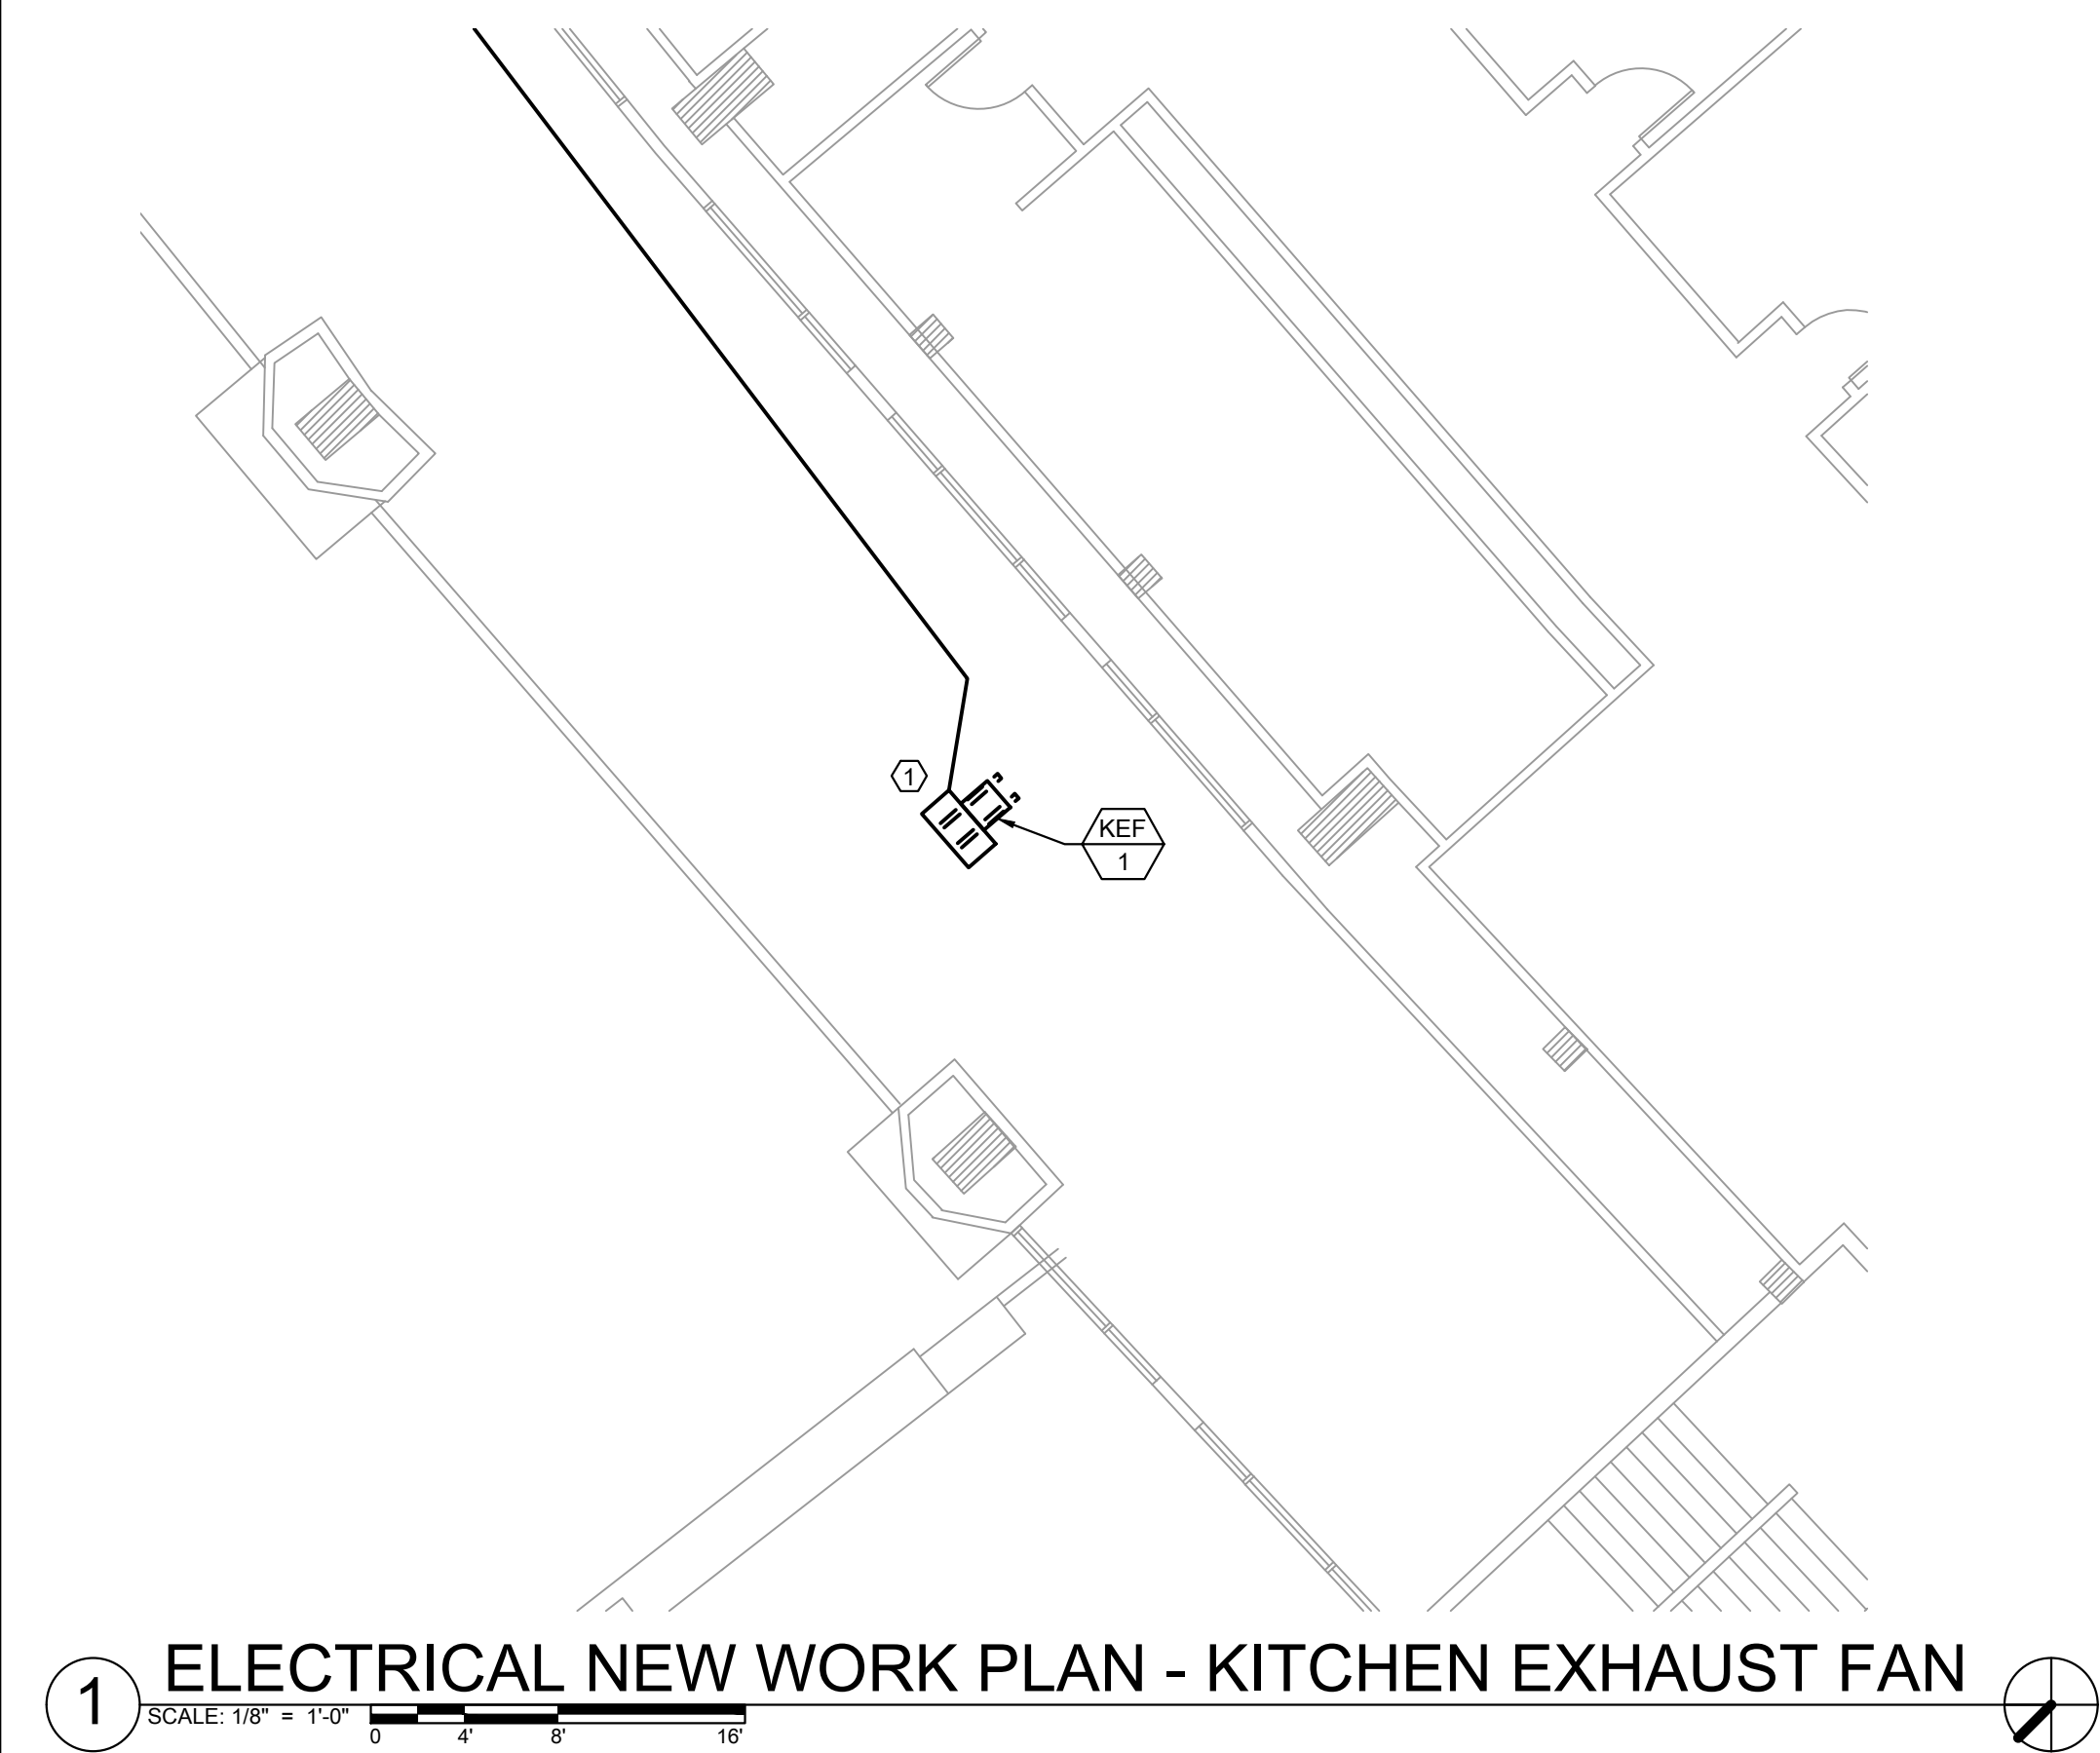 1
KEF
1
ELECTRICAL NEW WORK PLAN - KITCHEN EXHAUST FAN
1
SCALE: 1/8" = 1'-0"
0 4' 8' 16'